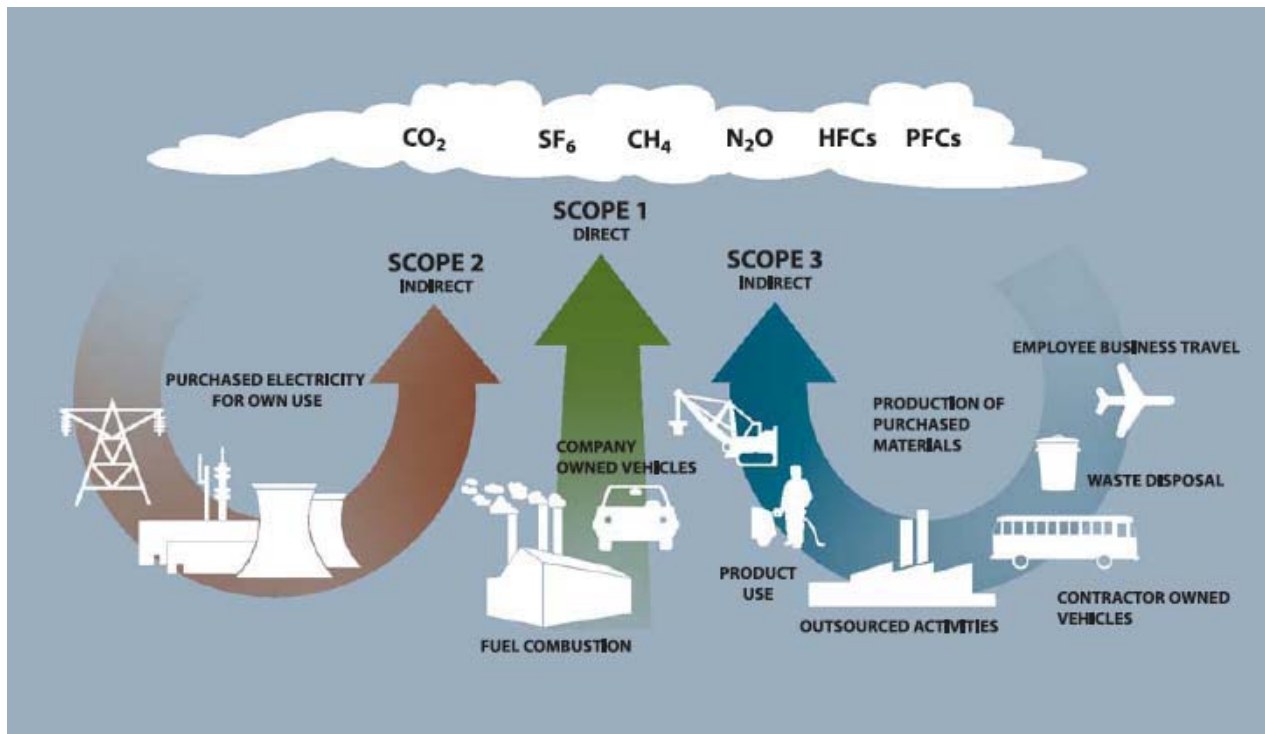 CO₂ SF₆ CH₄ N₂O HFCs PFCs
SCOPE 1
DIRECT
SCOPE 2
INDIRECT
SCOPE 3
INDIRECT
PURCHASED ELECTRICITY
FOR OWN USE
COMPANY
OWNED VEHICLES
FUEL COMBUSTION
EMPLOYEE BUSINESS TRAVEL
PRODUCTION OF
PURCHASED
MATERIALS
WASTE DISPOSAL
PRODUCT
USE
OUTSOURCED ACTIVITIES
CONTRACTOR OWNED
VEHICLES